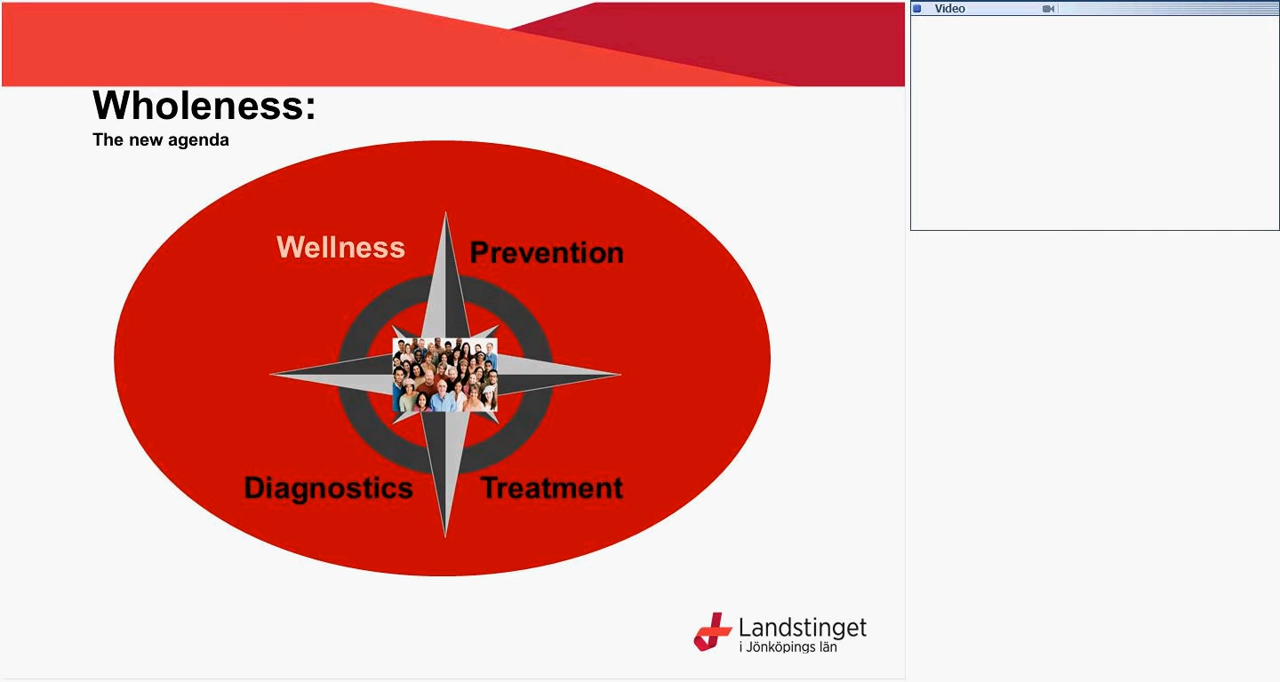 Video
Wholeness:
The new agenda
Wellness
Prevention
Diagnostics
Treatment
Landstinget
i Jönköpings län